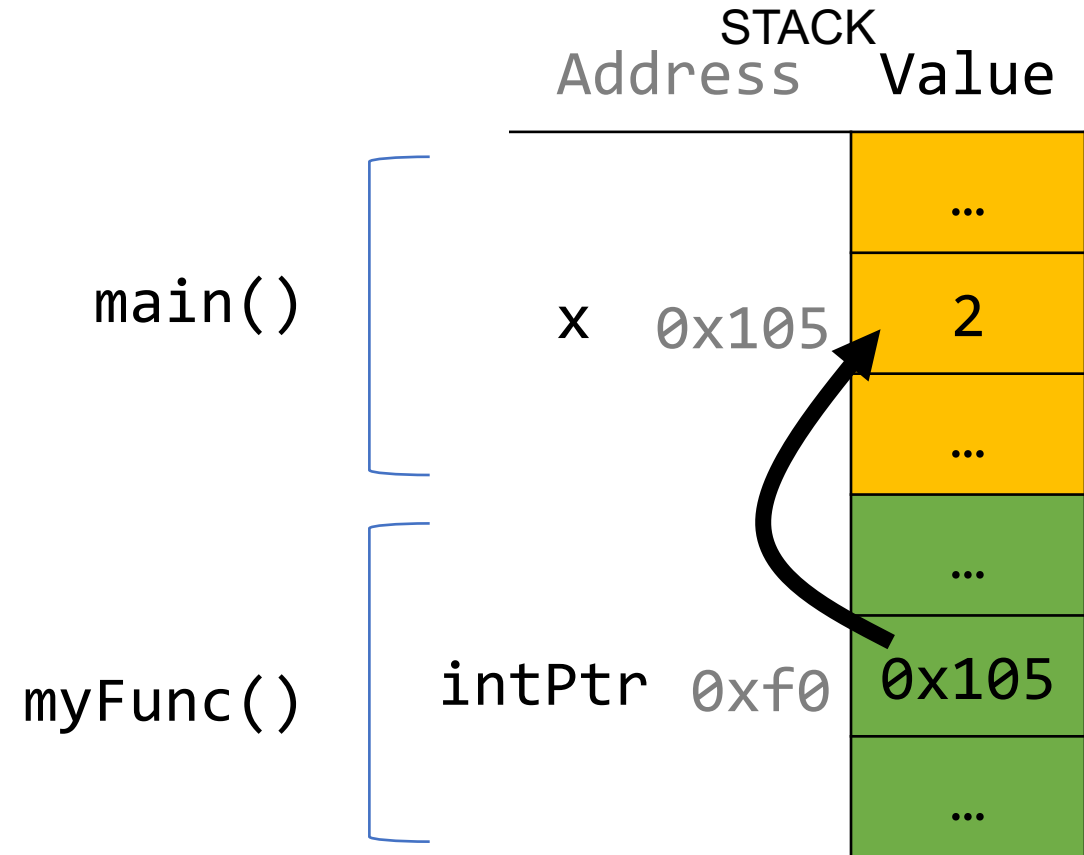 STACK
Address Value
…
main() x 0x105 2
…
…
myFunc() intPtr 0xf0 0x105
…